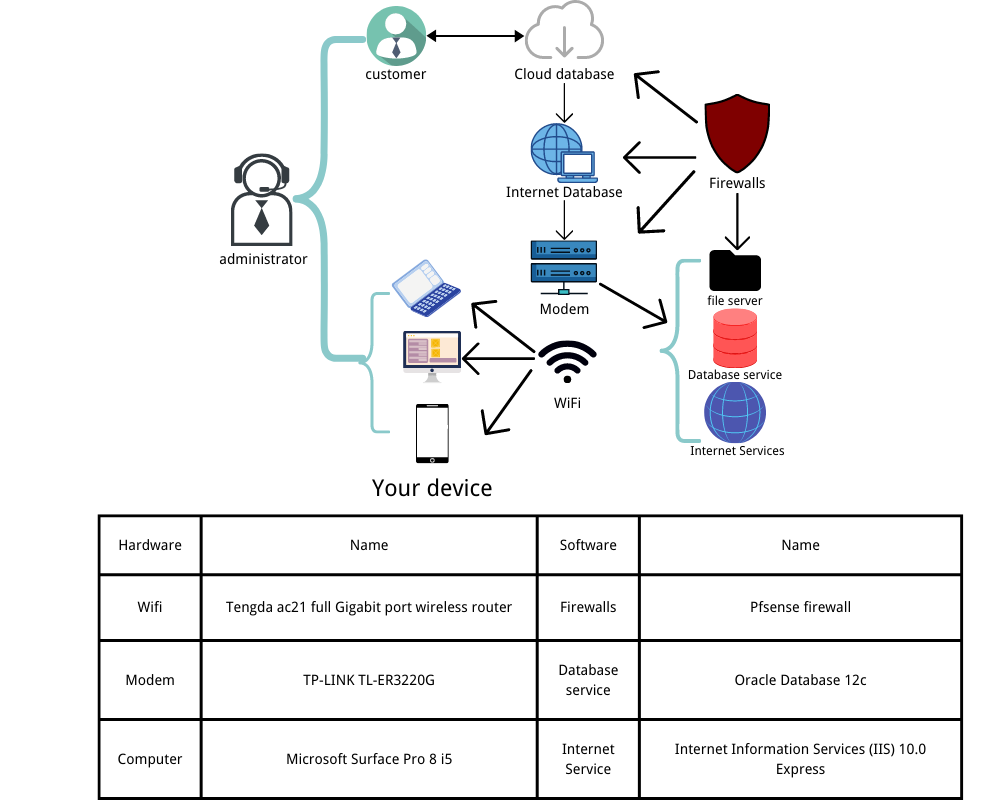 customer
Cloud database
Firewalls
Internet Database
administrator
file server
Modem
Database service
WiFi
Internet Services
Your device
Hardware
Name
Software
Name
Wifi
Tengda ac21 full Gigabit port wireless router
Firewalls
Pfsense firewall
Modem
TP-LINK TL-ER3220G
Database
service
Oracle Database 12c
Computer
Microsoft Surface Pro 8 i5
Internet
Service
Internet Information Services (IIS) 10.0
Express